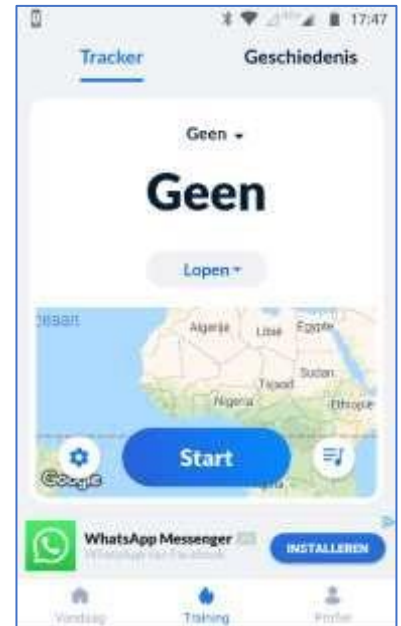 17:47
Tracker Geschiedenis
Geen
Geen
Lopen
Algerije Libië Egypte
Tsjaad Sudan
Nigeria Ethiopië
Start
Google
WhatsApp Messenger
INSTALLEREN
Vandaag Training Profiel